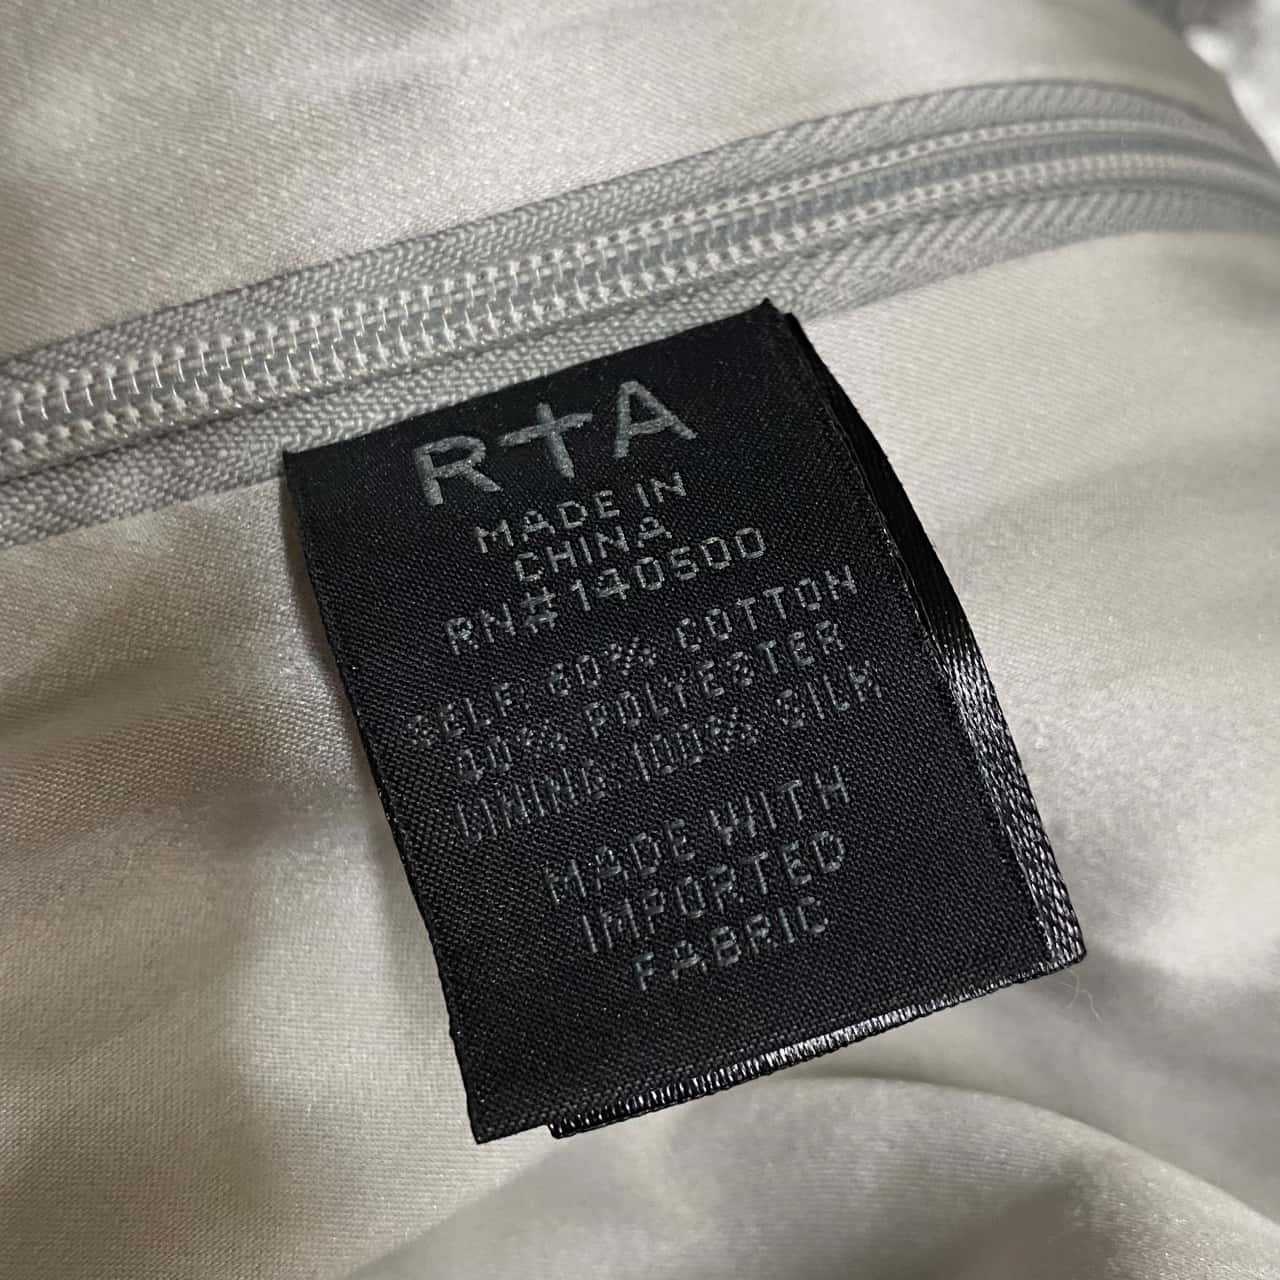 R†A
MADE IN
CHINA
RN#140500
SELF: 60% COTTON
40% POLYESTER
LINING 100% SILK
MADE WITH
IMPORTED
FABRIC